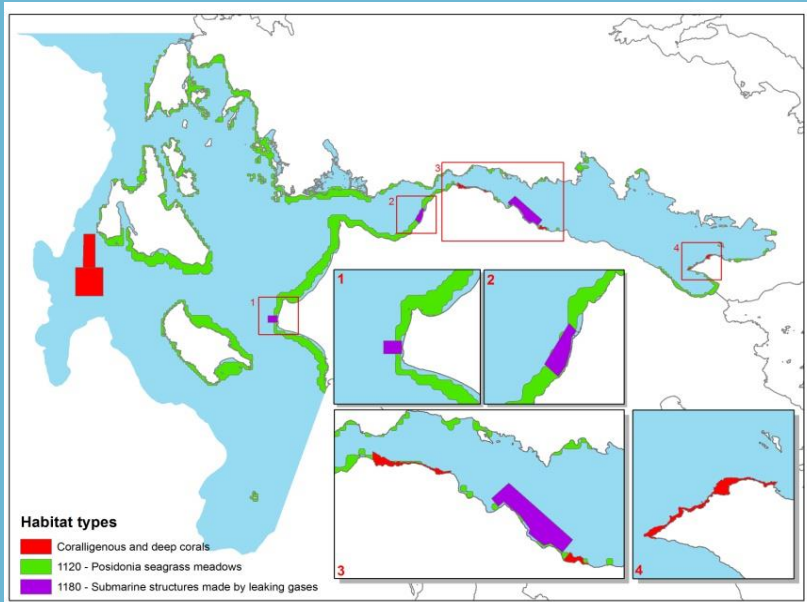 3
2
4
1
1
2
Habitat types
Coralligenous and deep corals
1120 - Posidonia seagrass meadows
1180 - Submarine structures made by leaking gases
3
4